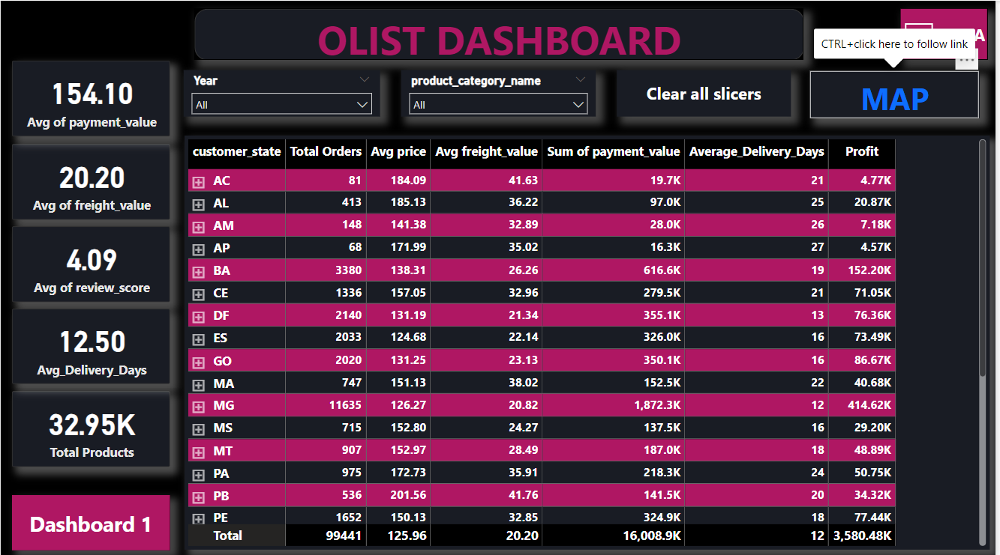 OLIST DASHBOARD
A
CTRL+click here to follow link
154.10
Avg of payment_value
20.20
Avg of freight_value
4.09
Avg of review_score
12.50
Avg_Delivery_Days
32.95K
Total Products
Dashboard 1
Year
All
product_category_name
All
Clear all slicers
MAP
customer_state Total Orders Avg price Avg freight_value Sum of payment_value Average_Delivery_Days Profit
AC 81 184.09 41.63 19.7K 21 4.77K
AL 413 185.13 36.22 97.0K 25 20.87K
AM 148 141.38 32.89 28.0K 26 7.18K
AP 68 171.99 35.02 16.3K 27 4.57K
BA 3380 138.31 26.26 616.6K 19 152.20K
CE 1336 157.05 32.96 279.5K 21 71.05K
DF 2140 131.19 21.34 355.1K 13 76.36K
ES 2033 124.68 22.14 326.0K 16 73.49K
GO 2020 131.25 23.13 350.1K 16 86.67K
MA 747 151.13 38.02 152.5K 22 40.68K
MG 11635 126.27 20.82 1,872.3K 12 414.62K
MS 715 152.80 24.27 137.5K 16 29.20K
MT 907 152.97 28.49 187.0K 18 48.89K
PA 975 172.73 35.91 218.3K 24 50.75K
PB 536 201.56 41.76 141.5K 20 34.32K
PE 1652 150.13 32.85 324.9K 18 77.44K
Total 99441 125.96 20.20 16,008.9K 12 3,580.48K